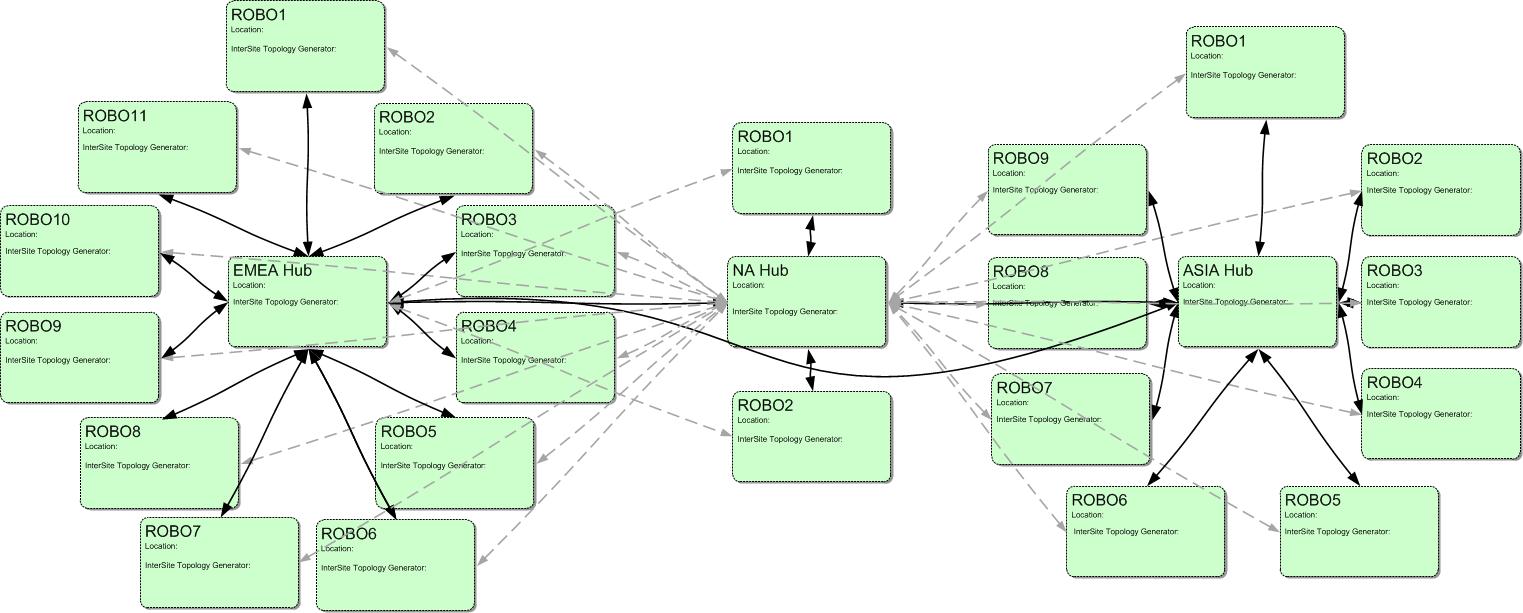 ROBO1
Location:
InterSite Topology Generator:
ROBO11
Location:
InterSite Topology Generator:
ROBO2
Location:
InterSite Topology Generator:
ROBO10
Location:
InterSite Topology Generator:
ROBO3
Location:
InterSite Topology Generator:
EMEA Hub
Location:
InterSite Topology Generator:
ROBO9
Location:
InterSite Topology Generator:
ROBO4
Location:
InterSite Topology Generator:
ROBO8
Location:
InterSite Topology Generator:
ROBO5
Location:
InterSite Topology Generator:
ROBO7
Location:
InterSite Topology Generator:
ROBO6
Location:
InterSite Topology Generator:
ROBO1
Location:
InterSite Topology Generator:
NA Hub
Location:
InterSite Topology Generator:
ROBO2
Location:
InterSite Topology Generator:
ROBO1
Location:
InterSite Topology Generator:
ROBO9
Location:
InterSite Topology Generator:
ROBO2
Location:
InterSite Topology Generator:
ROBO8
Location:
InterSite Topology Generator:
ASIA Hub
Location:
InterSite Topology Generator:
ROBO3
Location:
InterSite Topology Generator:
ROBO7
Location:
InterSite Topology Generator:
ROBO4
Location:
InterSite Topology Generator:
ROBO6
Location:
InterSite Topology Generator:
ROBO5
Location:
InterSite Topology Generator: